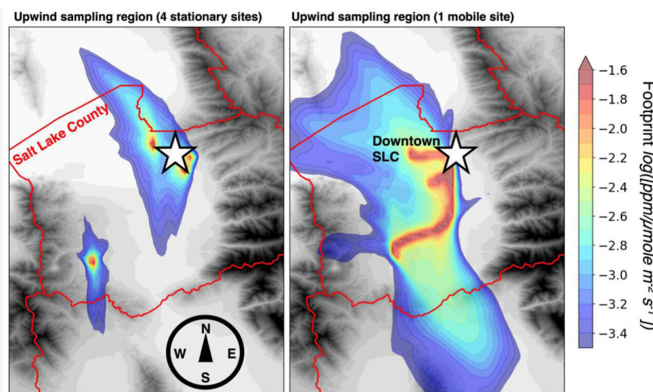 Upwind sampling region (4 stationary sites)
Upwind sampling region (1 mobile site)
Salt Lake County
Downtown
SLC
N
W E
S
−1.6
−1.8
−2.0
−2.2
−2.4
−2.6
−2.8
−3.0
−3.2
−3.4
Footprint log(ppm/μmole m² s⁻¹ ))